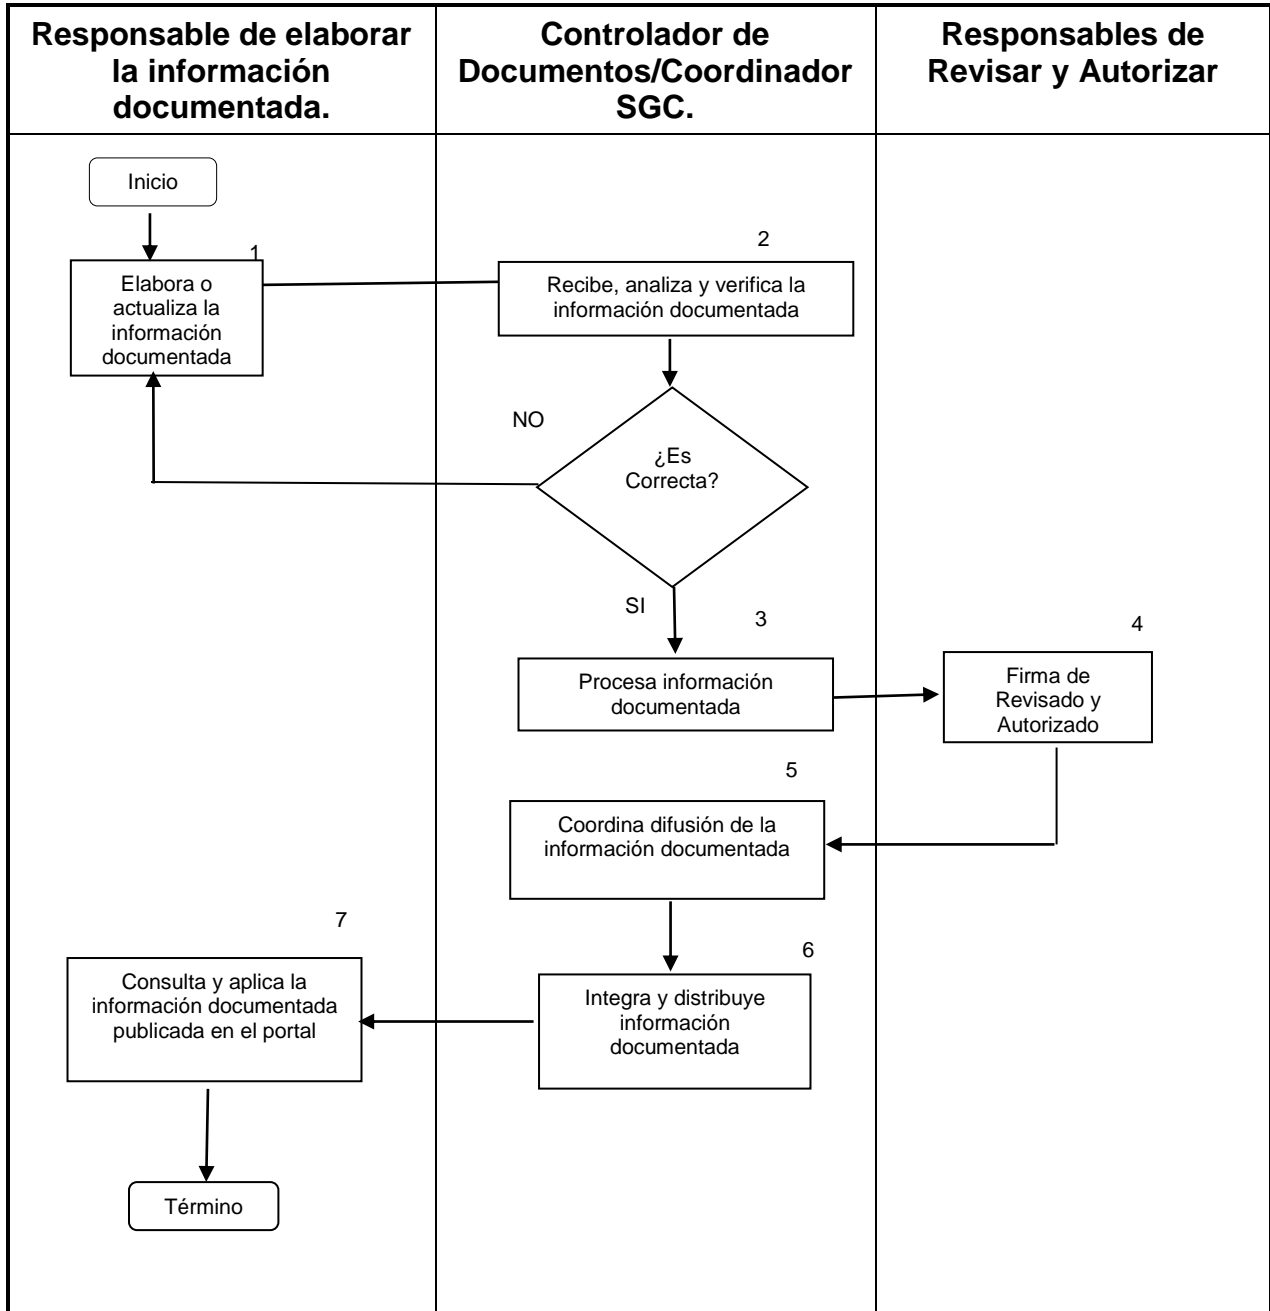 Responsable de elaborar
la información
documentada.
Controlador de
Documentos/Coordinador
SGC.
Responsables de
Revisar y Autorizar
Inicio
1
Elabora o
actualiza la
información
documentada
2
Recibe, analiza y verifica la
información documentada
NO
¿Es
Correcta?
SI
3
Procesa información
documentada
4
Firma de
Revisado y
Autorizado
5
Coordina difusión de la
información documentada
6
Integra y distribuye
información
documentada
7
Consulta y aplica la
información documentada
publicada en el portal
Término